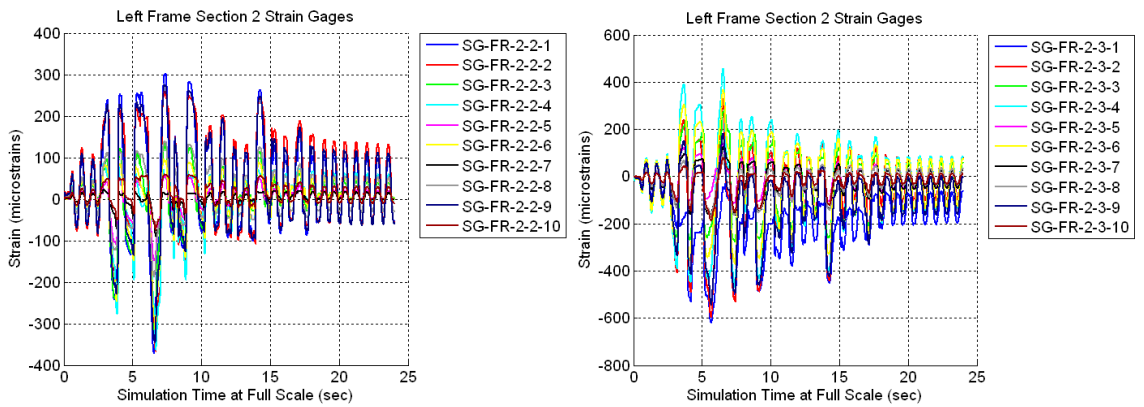 Left Frame Section 2 Strain Gages
400
300
200
100
0
-100
-200
-300
-400
Strain (microstrains)
0 5 10 15 20 25
Simulation Time at Full Scale (sec)
SG-FR-2-2-1
SG-FR-2-2-2
SG-FR-2-2-3
SG-FR-2-2-4
SG-FR-2-2-5
SG-FR-2-2-6
SG-FR-2-2-7
SG-FR-2-2-8
SG-FR-2-2-9
SG-FR-2-2-10
Left Frame Section 2 Strain Gages
600
400
200
0
-200
-400
-600
-800
Strain (microstrains)
0 5 10 15 20 25
Simulation Time at Full Scale (sec)
SG-FR-2-3-1
SG-FR-2-3-2
SG-FR-2-3-3
SG-FR-2-3-4
SG-FR-2-3-5
SG-FR-2-3-6
SG-FR-2-3-7
SG-FR-2-3-8
SG-FR-2-3-9
SG-FR-2-3-10